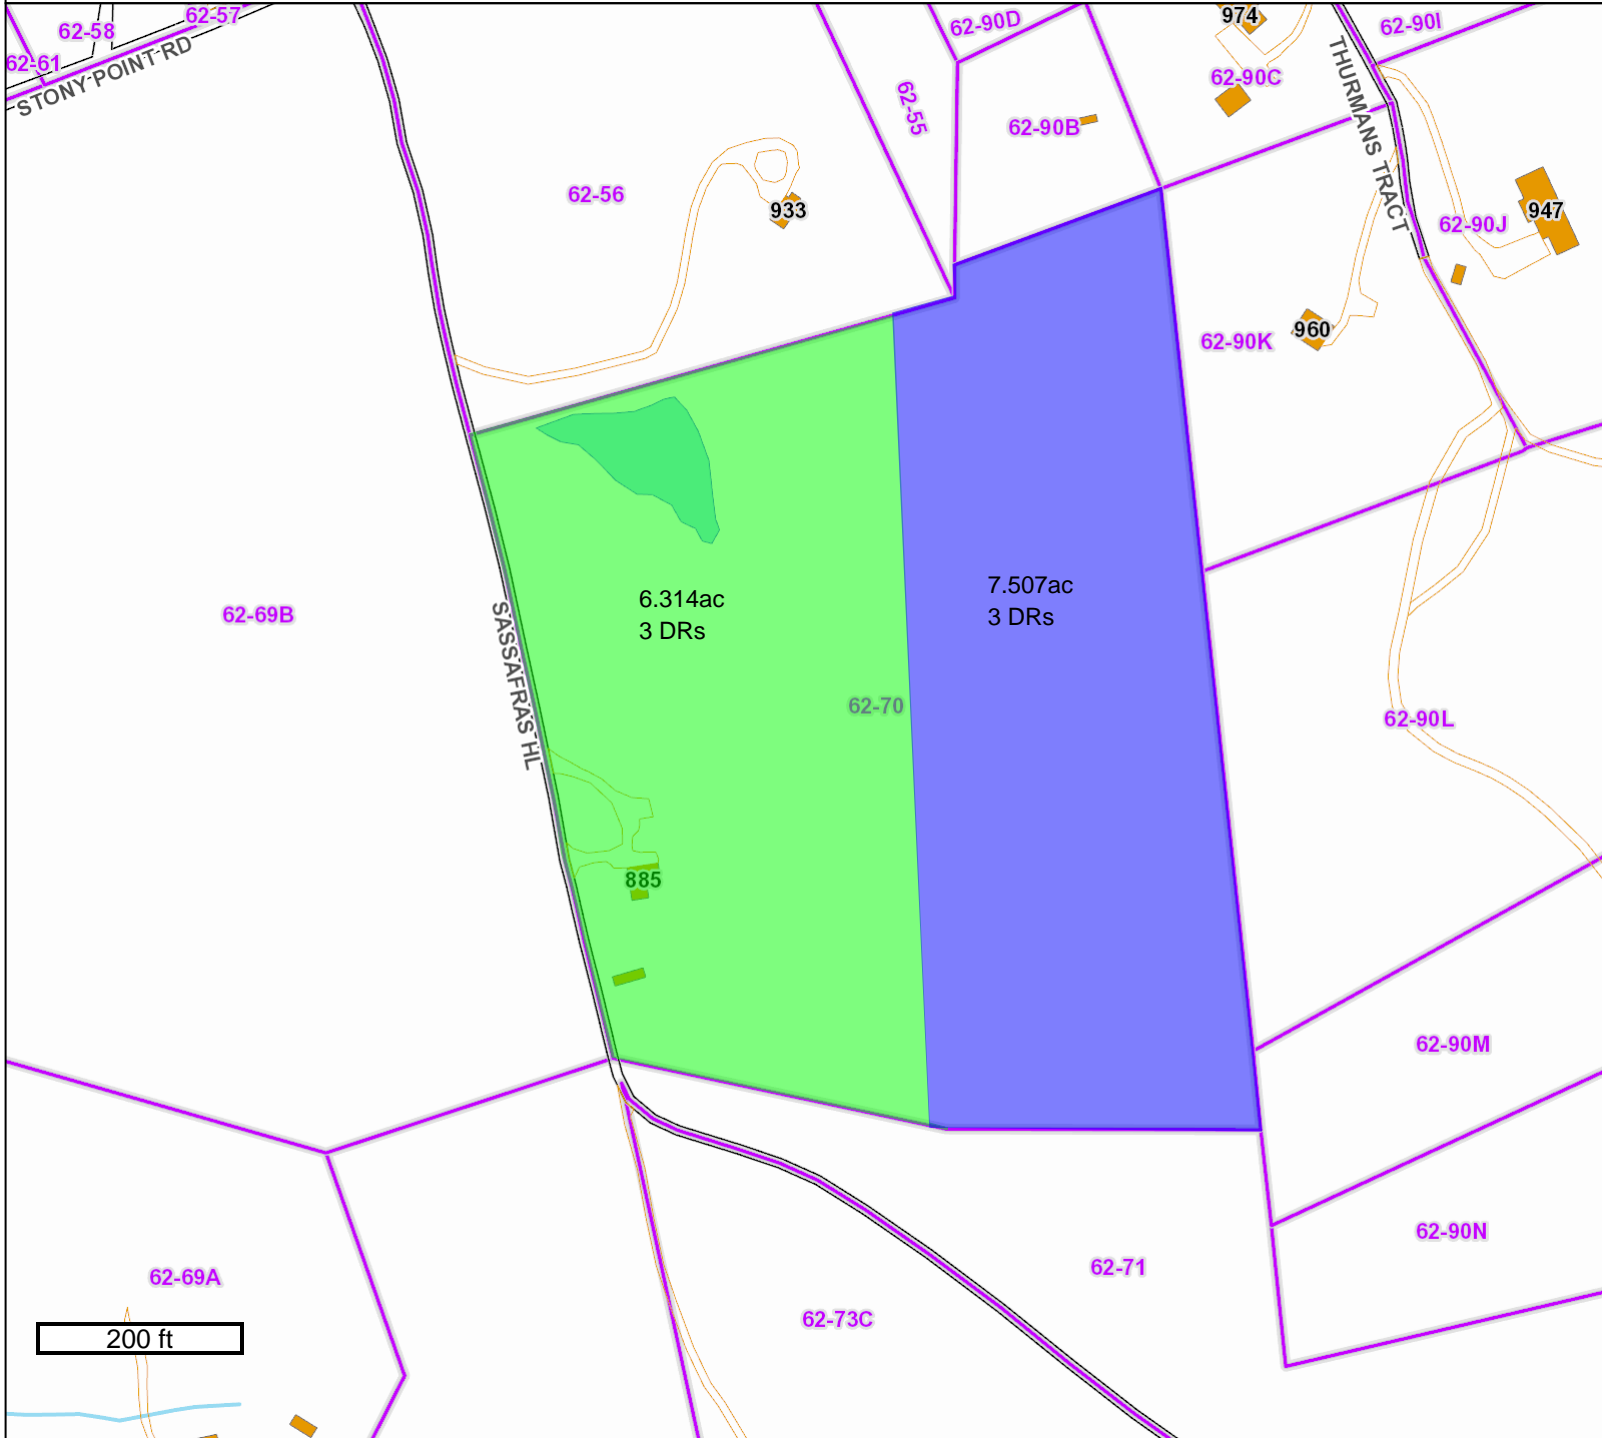 62-57
62-58
62-61
STONY POINT RD
62-90D
974
62-90I
62-90C
62-55
62-90B
THURMANS TRACT
62-56
933
62-90J
947
960
62-90K
6.314ac
3 DRs
7.507ac
3 DRs
62-69B
SASSAFRAS HL
62-70
62-90L
885
62-90M
62-90N
62-71
62-69A
62-73C
200 ft